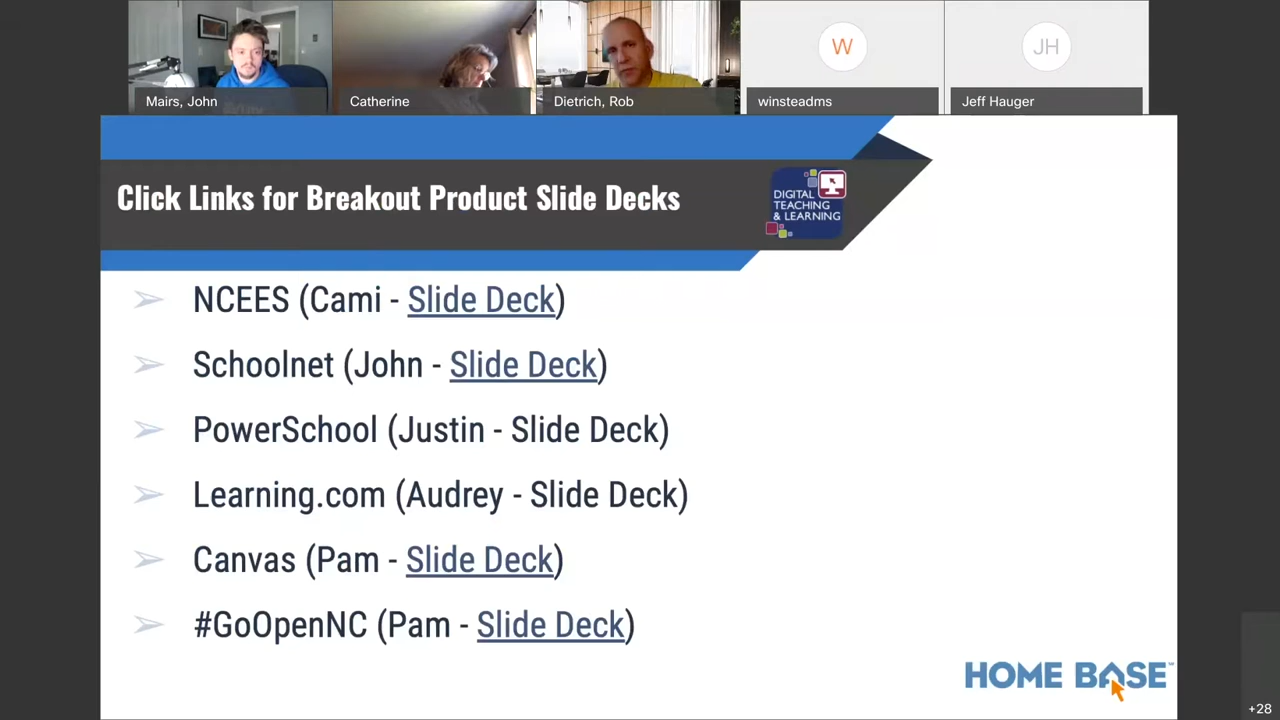 Mairs, John
Catherine
Dietrich, Rob
W
winsteadms
JH
Jeff Hauger
Click Links for Breakout Product Slide Decks
DIGITAL
TEACHING
& LEARNING
➢ NCEES (Cami - Slide Deck)
➢ Schoolnet (John - Slide Deck)
➢ PowerSchool (Justin - Slide Deck)
➢ Learning.com (Audrey - Slide Deck)
➢ Canvas (Pam - Slide Deck)
➢ #GoOpenNC (Pam - Slide Deck)
HOME BASE™
+28